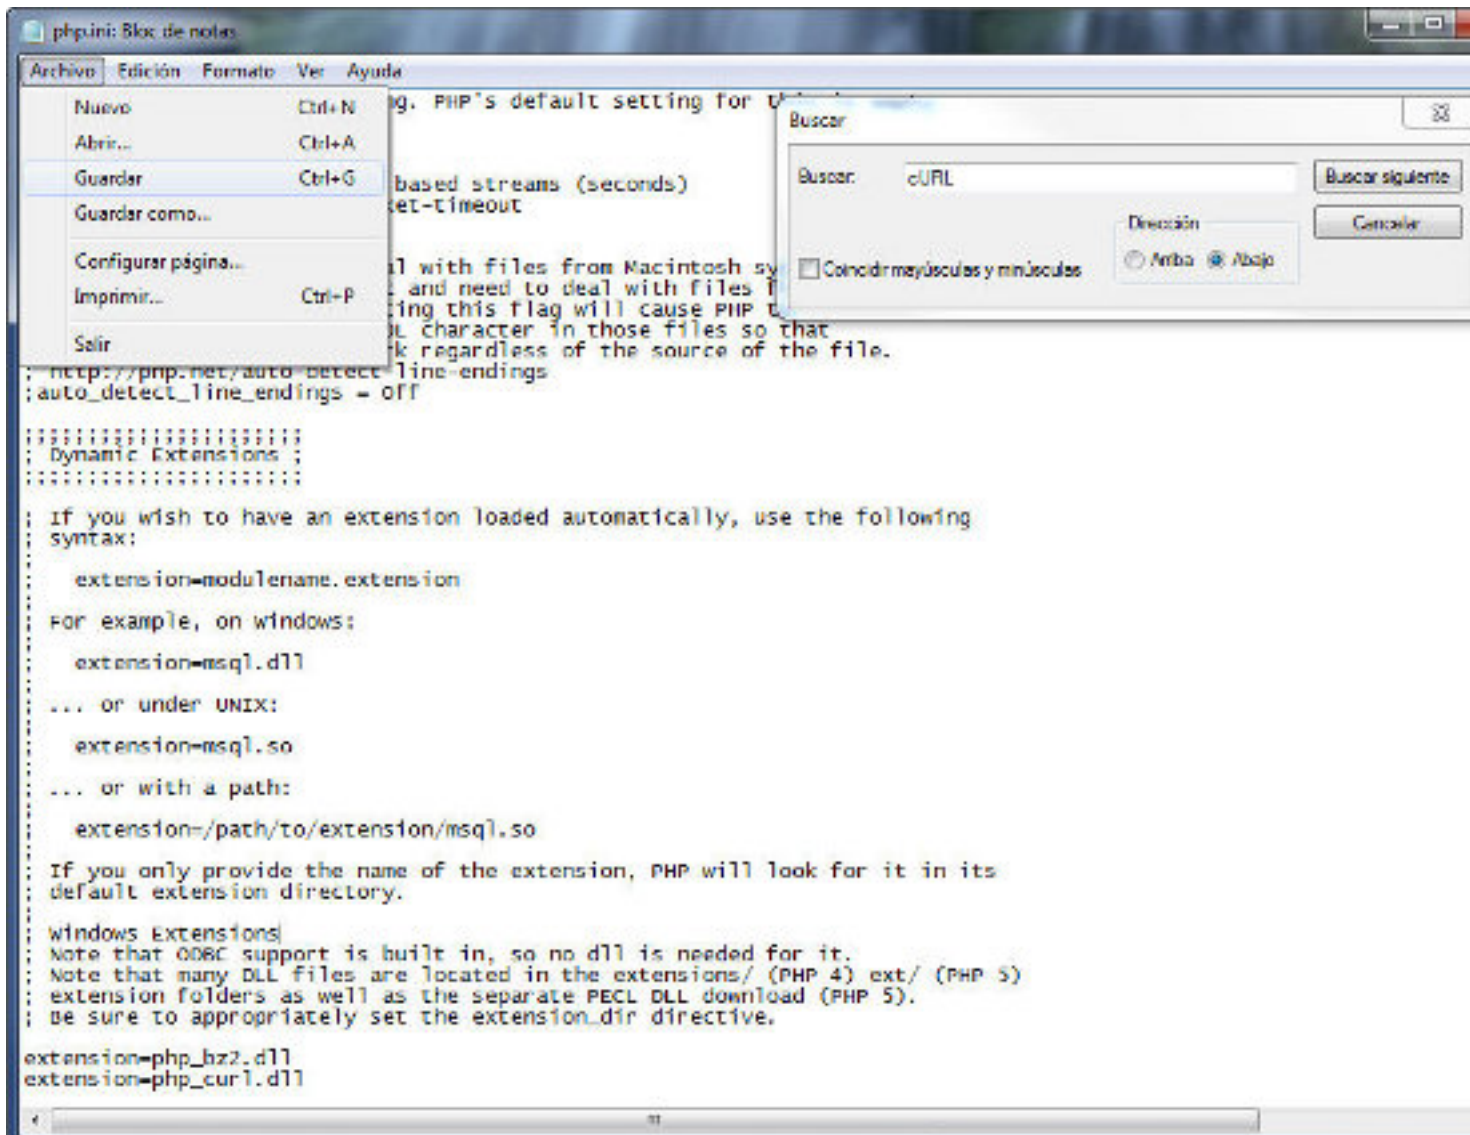 php.ini: Bloc de notas
Archivo Edición Formato Ver Ayuda
Nuevo Ctrl+N
Abrir... Ctrl+A
Guardar Ctrl+G
Guardar como...
Configurar página...
Imprimir... Ctrl+P
Salir
Buscar
Buscar: cURL
Buscar siguiente
Dirección
Cancelar
Coincidir mayúsculas y minúsculas
Arriba Abajo
PHP's default setting for
based streams (seconds)
et-timeout
l with files from Macintosh sy
and need to deal with files
ing this flag will cause PHP
L character in those files so that
k regardless of the source of the file.
; http://php.net/auto-detect-line-endings
;auto_detect_line_endings = Off
;;;;;;;;;;;;;;;;;;;;;;
; Dynamic Extensions ;
;;;;;;;;;;;;;;;;;;;;;;
; If you wish to have an extension loaded automatically, use the following
; syntax:
;
;   extension=modulename.extension
;
; For example, on Windows:
;
;   extension=msql.dll
;
; ... or under UNIX:
;
;   extension=msql.so
;
; ... or with a path:
;
;   extension=/path/to/extension/msql.so
;
; If you only provide the name of the extension, PHP will look for it in its
; default extension directory.
;
; Windows Extensions
; Note that ODBC support is built in, so no dll is needed for it.
; Note that many DLL files are located in the extensions/ (PHP 4) ext/ (PHP 5)
; extension folders as well as the separate PECL DLL download (PHP 5).
; Be sure to appropriately set the extension_dir directive.
extension=php_bz2.dll
extension=php_curl.dll